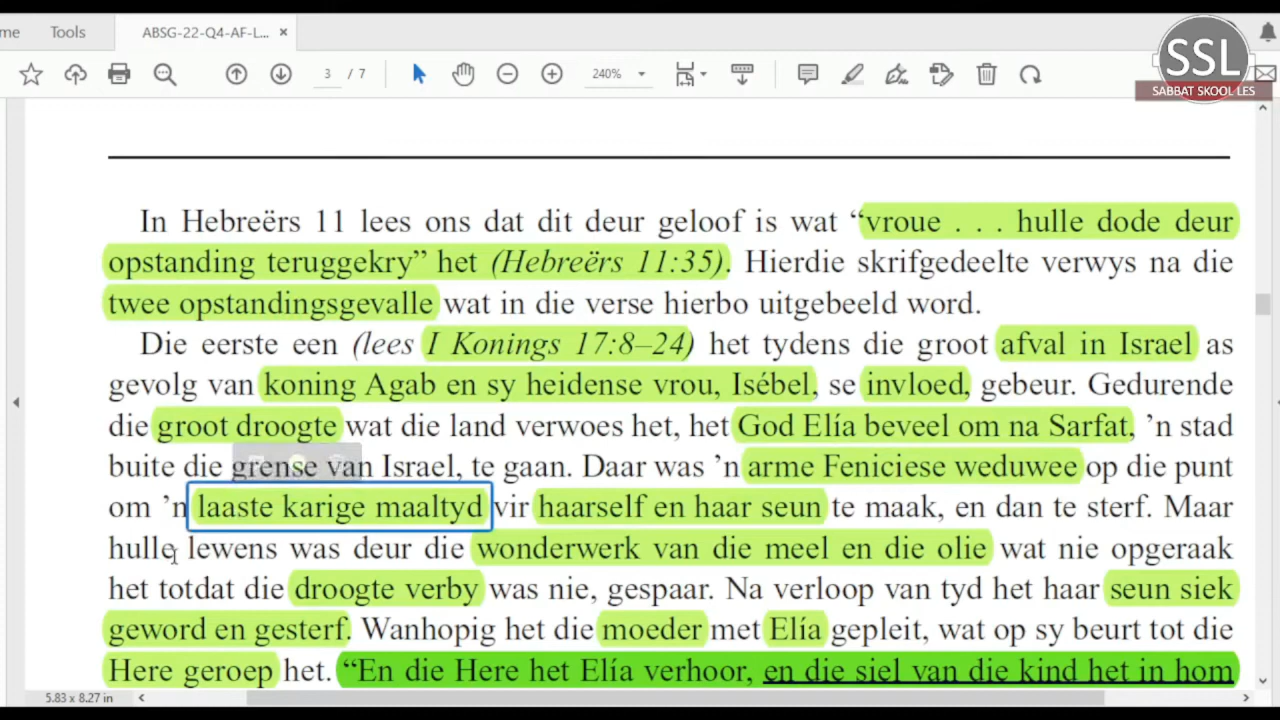 me Tools ABSG-22-Q4-AF-L... ×
SSL
SABBAT SKOOL LES
3 / 7 240%
In Hebreërs 11 lees ons dat dit deur geloof is wat “vroue . . . hulle dode deur
opstanding teruggekry” het (Hebreërs 11:35). Hierdie skrifgedeelte verwys na die
twee opstandingsgevalle wat in die verse hierbo uitgebeeld word.
Die eerste een (lees I Konings 17:8–24) het tydens die groot afval in Israel as
gevolg van koning Agab en sy heidense vrou, Isébel, se invloed, gebeur. Gedurende
die groot droogte wat die land verwoes het, het God Elía beveel om na Sarfat, ’n stad
buite die grense van Israel, te gaan. Daar was ’n arme Feniciese weduwee op die punt
om ’n laaste karige maaltyd vir haarself en haar seun te maak, en dan te sterf. Maar
hulle lewens was deur die wonderwerk van die meel en die olie wat nie opgeraak
het totdat die droogte verby was nie, gespaar. Na verloop van tyd het haar seun siek
geword en gesterf. Wanhopig het die moeder met Elía gepleit, wat op sy beurt tot die
Here geroep het. “En die Here het Elía verhoor, en die siel van die kind het in hom
5.83 x 8.27 in